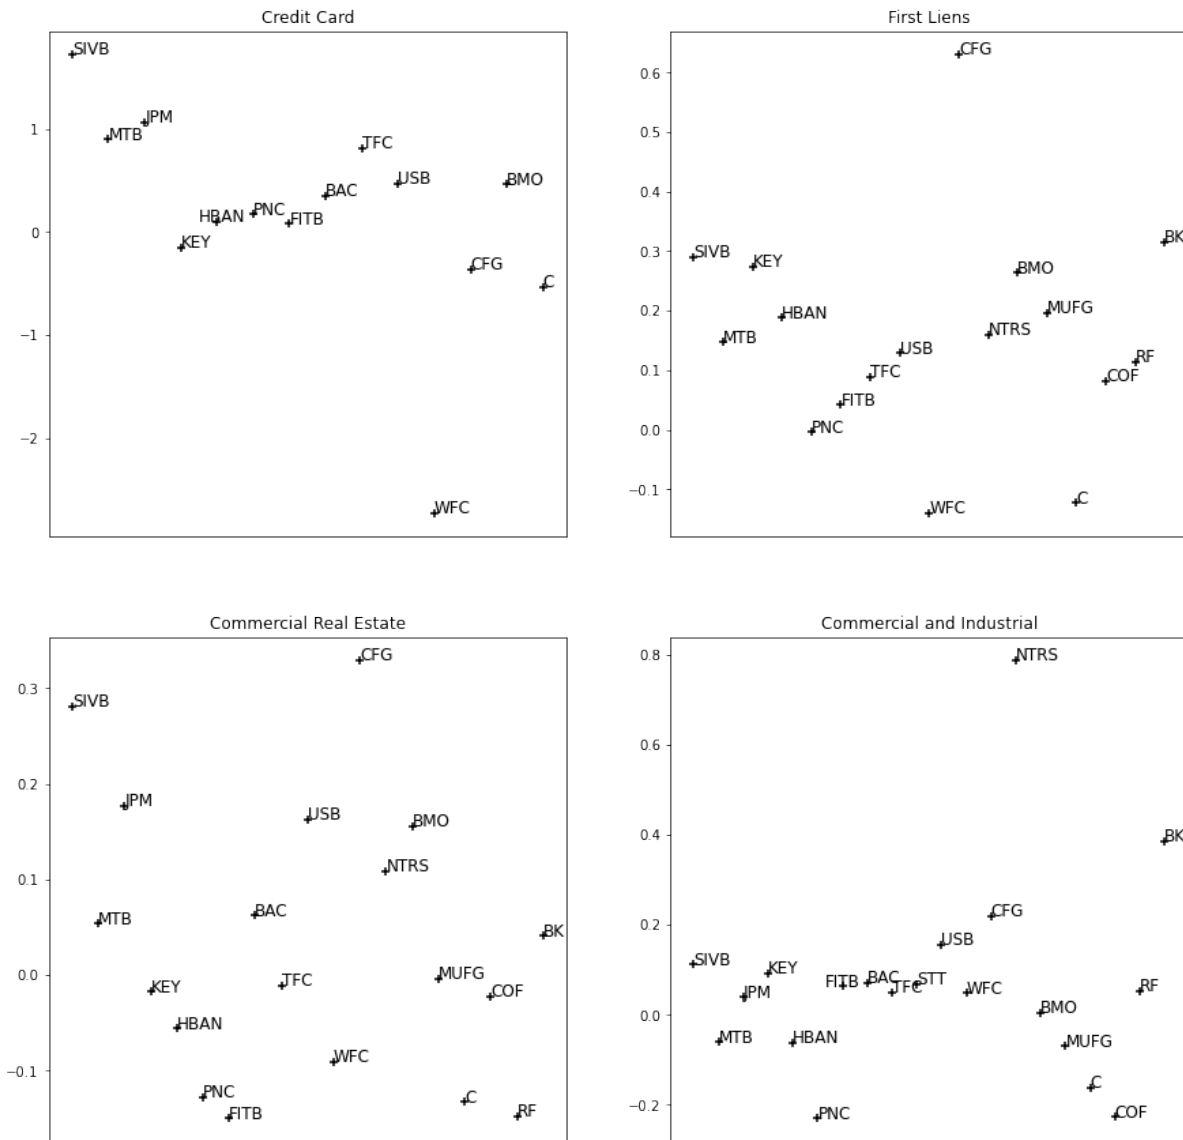 Credit Card
SIVB
JPM
MTB
1
TFC
BAC
USB
BMO
HBAN
PNC
FITB
0
KEY
CFG
C
−1
−2
WFC
First Liens
CFG
0.6
0.5
0.4
0.3
BK
SIVB
KEY
BMO
0.2
HBAN
MUFG
MTB
NTRS
USB
RF
0.1
TFC
COF
FITB
0.0
PNC
−0.1
WFC
C
Commercial Real Estate
CFG
0.3
SIVB
JPM
USB
BMO
NTRS
0.1
BAC
MTB
BK
0.2
0.0
MUFG
TFC
KEY
COF
HBAN
WFC
−0.1
PNC
C
FITB
RF
Commercial and Industrial
0.8
NTRS
0.6
0.4
BK
0.2
CFG
USB
SIVB
KEY
FITB
BAC
STT
JPM
TFC
WFC
RF
0.0
BMO
MTB
HBAN
MUFG
C
−0.2
PNC
COF